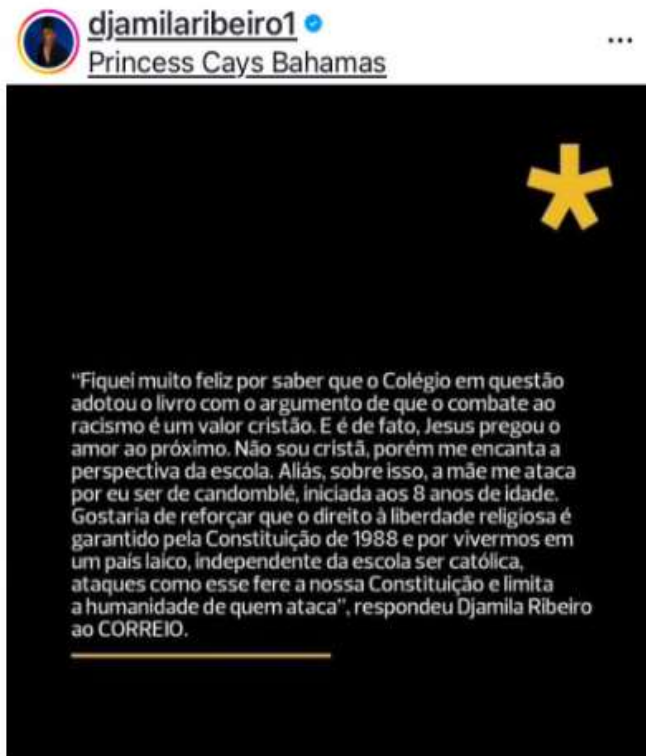 djamilaribeiro1
Princess Cays Bahamas
“Fiquei muito feliz por saber que o Colégio em questão
adotou o livro com o argumento de que o combate ao
racismo é um valor cristão. E é de fato, Jesus pregou o
amor ao próximo. Não sou cristã, porém me encanta a
perspectiva da escola. Aliás, sobre isso, a mãe me ataca
por eu ser de candomblé, iniciada aos 8 anos de idade.
Gostaria de reforçar que o direito à liberdade religiosa é
garantido pela Constituição de 1988 e por vivermos em
um país laico, independente da escola ser católica,
ataques como esse fere a nossa Constituição e limita
a humanidade de quem ataca”, respondeu Djamila Ribeiro
ao CORREIO.